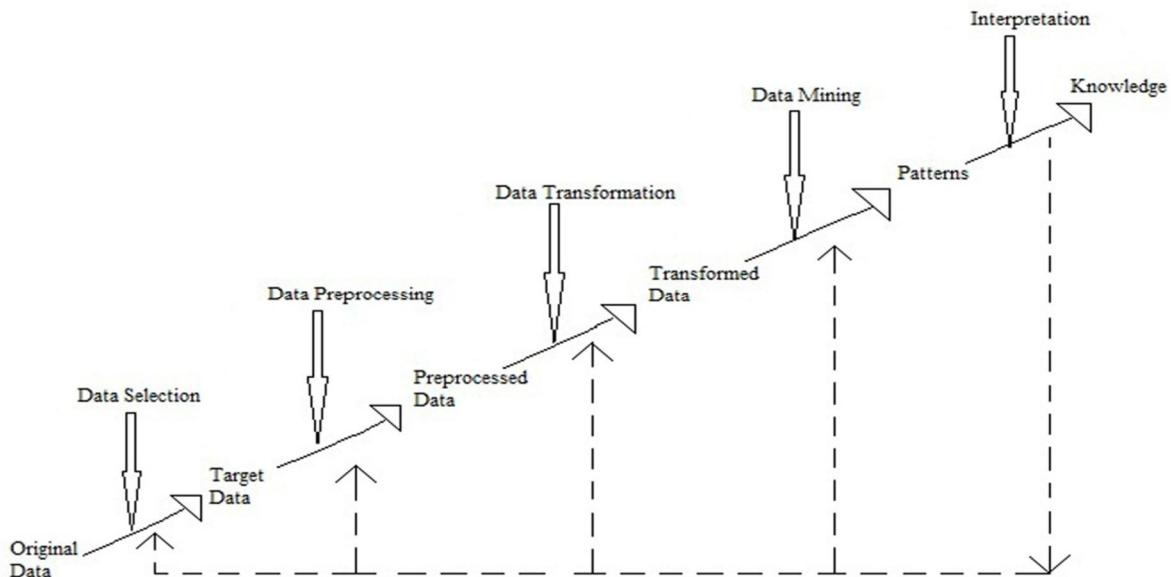 Interpretation
Knowledge
Data Mining
Patterns
Data Transformation
Transformed
Data
Data Preprocessing
Preprocessed
Data
Data Selection
Target
Data
Original
Data